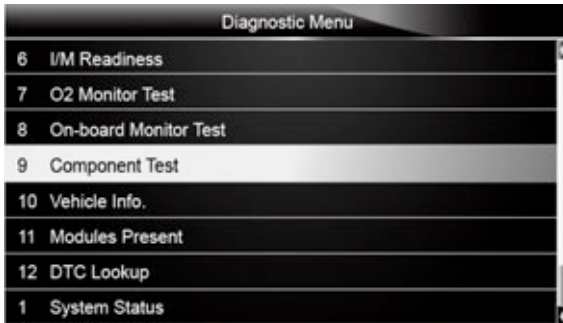 Diagnostic Menu
6 I/M Readiness
7 O2 Monitor Test
8 On-board Monitor Test
9 Component Test
10 Vehicle Info.
11 Modules Present
12 DTC Lookup
1 System Status